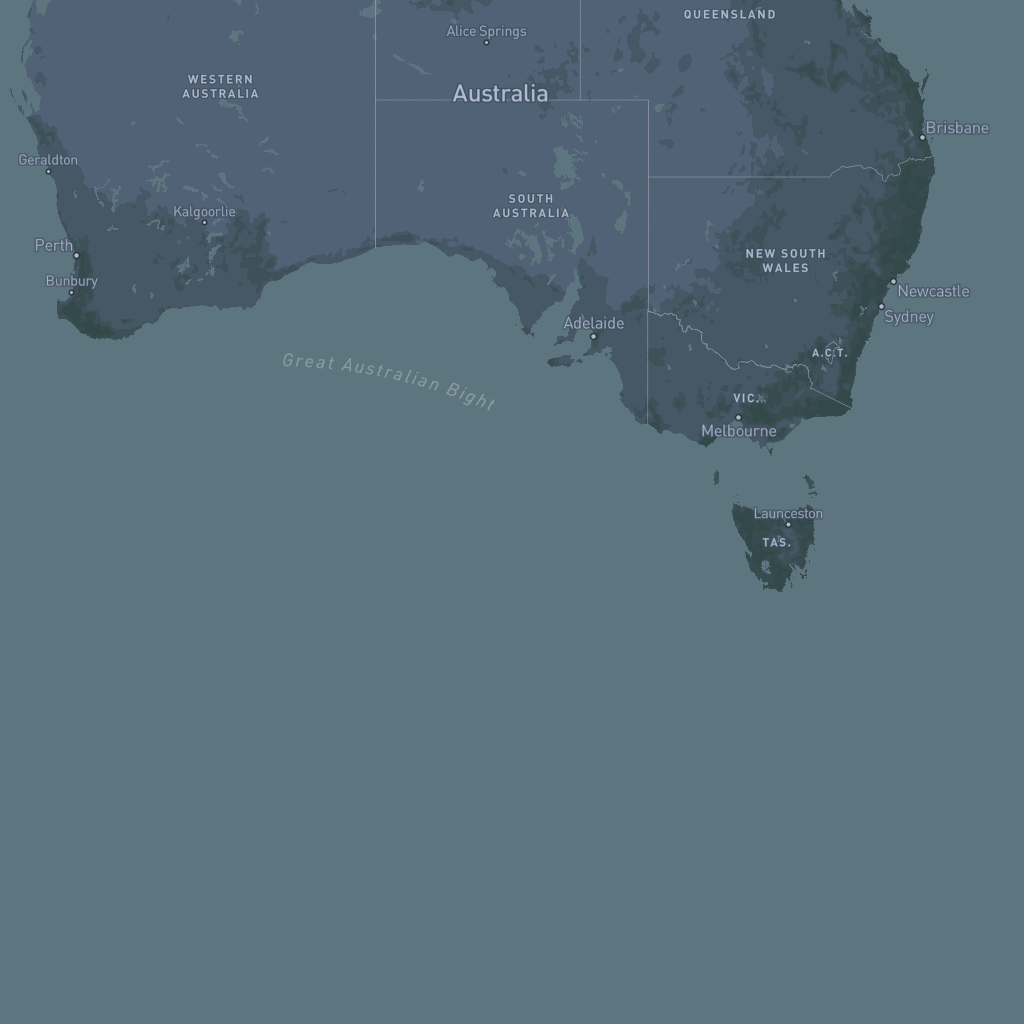 QUEENSLAND
Alice Springs
WESTERN
AUSTRALIA
Australia
Brisbane
Geraldton
SOUTH
AUSTRALIA
Kalgoorlie
Perth
NEW SOUTH
WALES
Bunbury
Newcastle
Sydney
Adelaide
A.C.T.
Great Australian Bight
VIC.
Melbourne
Launceston
TAS.